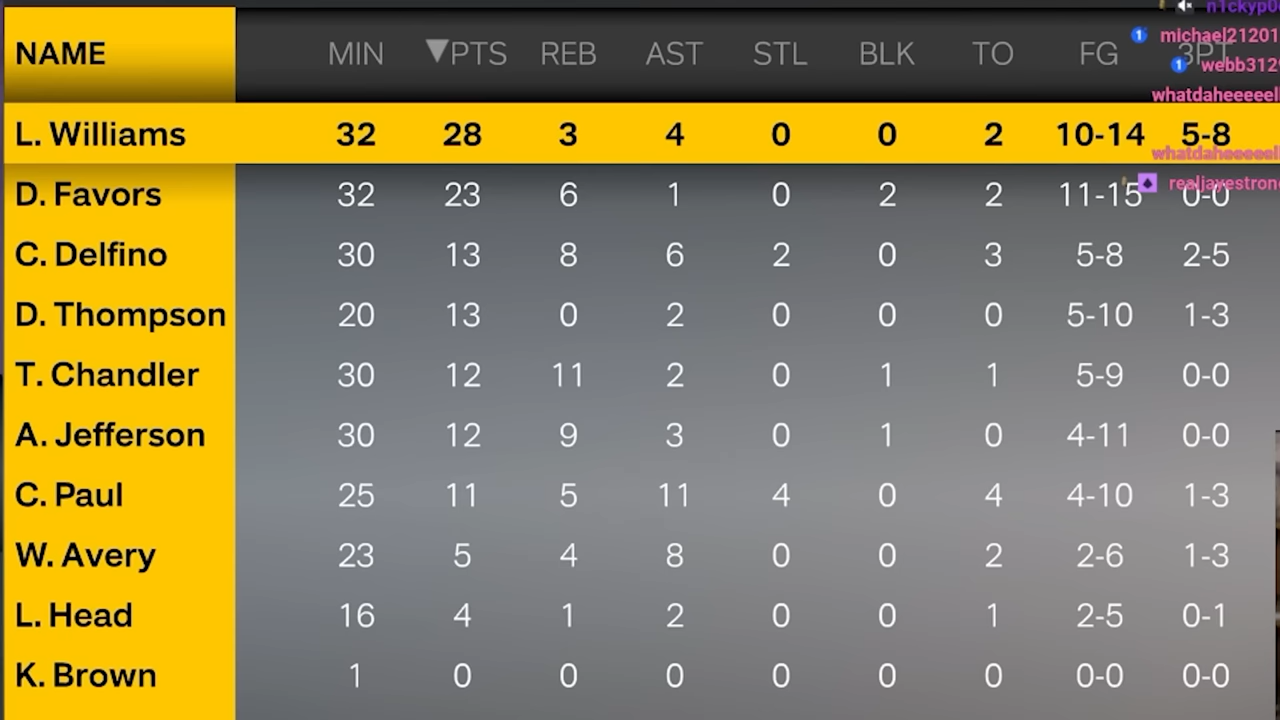 n1ckyp0
NAME MIN ▼PTS REB AST STL BLK TO FG 3PT
michael21201
webb312
whatdaheeeeell
L. Williams 32 28 3 4 0 0 2 10-14 5-8
whatdaheeeeell
realjayestron
D. Favors 32 23 6 1 0 2 2 11-15 0-0
C. Delfino 30 13 8 6 2 0 3 5-8 2-5
D. Thompson 20 13 0 2 0 0 0 5-10 1-3
T. Chandler 30 12 11 2 0 1 1 5-9 0-0
A. Jefferson 30 12 9 3 0 1 0 4-11 0-0
C. Paul 25 11 5 11 4 0 4 4-10 1-3
W. Avery 23 5 4 8 0 0 2 2-6 1-3
L. Head 16 4 1 2 0 0 1 2-5 0-1
K. Brown 1 0 0 0 0 0 0 0-0 0-0